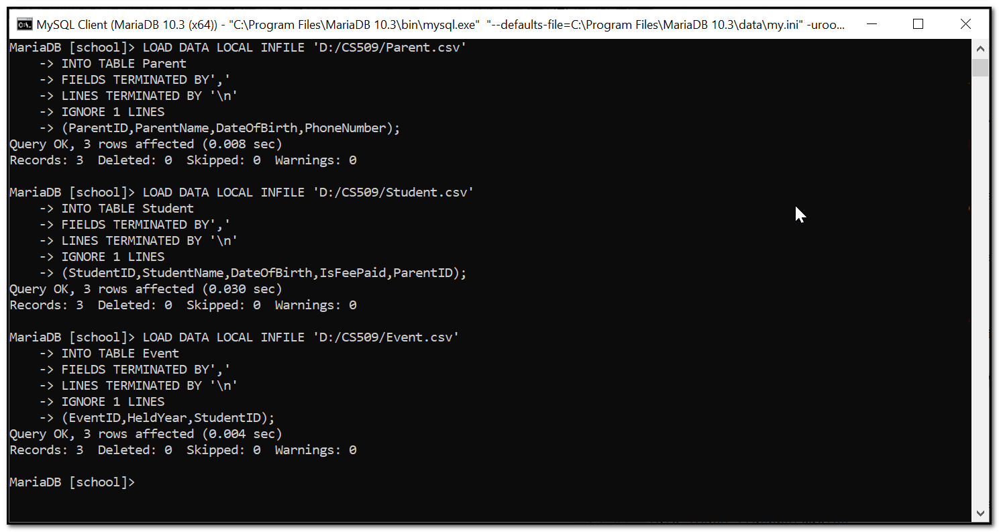 MySQL Client (MariaDB 10.3 (x64)) - "C:\Program Files\MariaDB 10.3\bin\mysql.exe"  "--defaults-file=C:\Program Files\MariaDB 10.3\data\my.ini" -uroo...
MariaDB [school]> LOAD DATA LOCAL INFILE 'D:/CS509/Parent.csv'
    -> INTO TABLE Parent
    -> FIELDS TERMINATED BY','
    -> LINES TERMINATED BY '\n'
    -> IGNORE 1 LINES
    -> (ParentID,ParentName,DateOfBirth,PhoneNumber);
Query OK, 3 rows affected (0.008 sec)
Records: 3  Deleted: 0  Skipped: 0  Warnings: 0

MariaDB [school]> LOAD DATA LOCAL INFILE 'D:/CS509/Student.csv'
    -> INTO TABLE Student
    -> FIELDS TERMINATED BY','
    -> LINES TERMINATED BY '\n'
    -> IGNORE 1 LINES
    -> (StudentID,StudentName,DateOfBirth,IsFeePaid,ParentID);
Query OK, 3 rows affected (0.030 sec)
Records: 3  Deleted: 0  Skipped: 0  Warnings: 0

MariaDB [school]> LOAD DATA LOCAL INFILE 'D:/CS509/Event.csv'
    -> INTO TABLE Event
    -> FIELDS TERMINATED BY','
    -> LINES TERMINATED BY '\n'
    -> IGNORE 1 LINES
    -> (EventID,HeldYear,StudentID);
Query OK, 3 rows affected (0.004 sec)
Records: 3  Deleted: 0  Skipped: 0  Warnings: 0

MariaDB [school]>